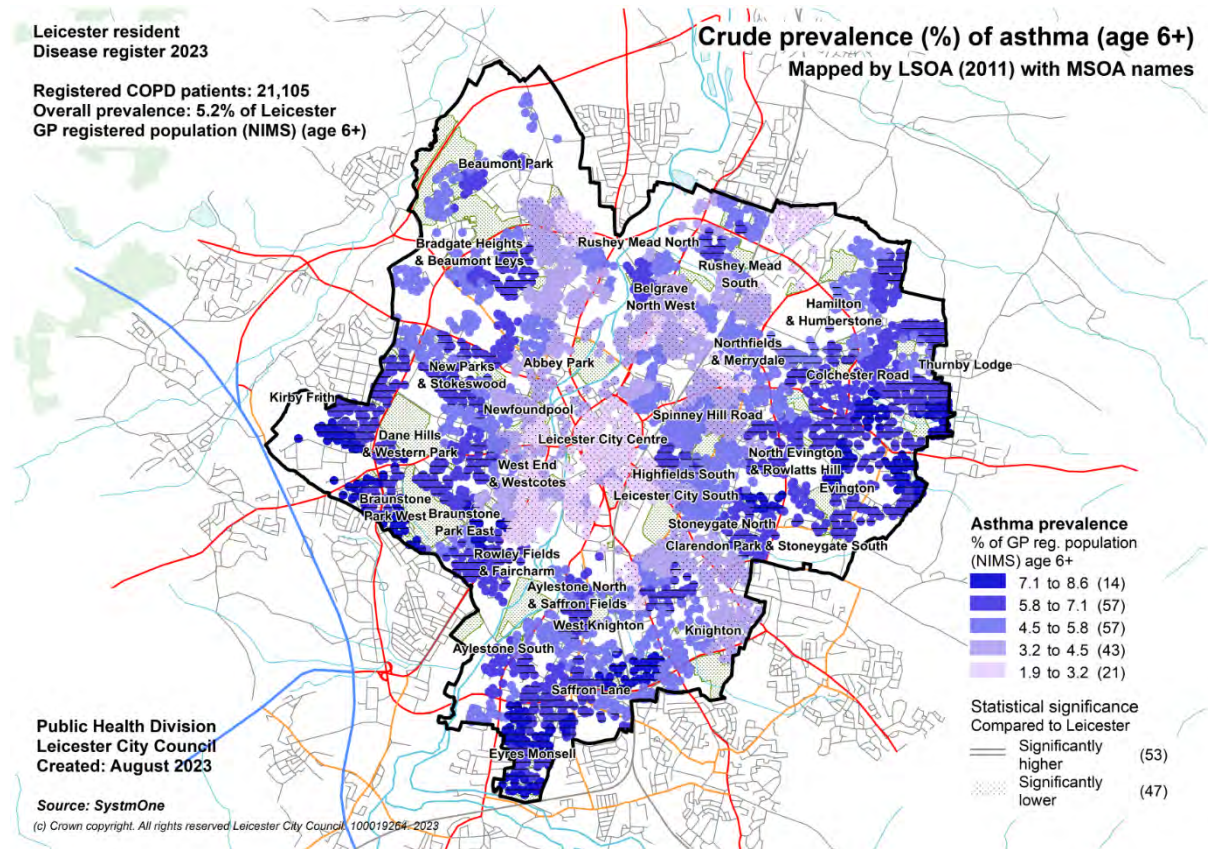 Leicester resident
Disease register 2023
Registered COPD patients: 21,105
Overall prevalence: 5.2% of Leicester
GP registered population (NIMS) (age 6+)
Crude prevalence (%) of asthma (age 6+)
Mapped by LSOA (2011) with MSOA names
Beaumont Park
Bradgate Heights
& Beaumont Leys
Rushey Mead North
Rushey Mead
South
Belgrave
North West
Hamilton
& Humberstone
Northfields
& Merrydale
Abbey Park
New Parks
& Stokeswood
Thurnby Lodge
Colchester Road
Kirby Frith
Newfoundpool
Spinney Hill Road
Dane Hills
& Western Park
Leicester City Centre
North Evington
& Rowlatts Hill
West End
& Westcotes
Highfields South
Evington
Leicester City South
Braunstone
Park West
Braunstone
Park East
Stoneygate North
Clarendon Park & Stoneygate South
Rowley Fields
& Faircharm
Aylestone North
& Saffron Fields
West Knighton
Knighton
Aylestone South
Saffron Lane
Eyres Monsell
Asthma prevalence
% of GP reg. population
(NIMS) age 6+
7.1 to 8.6 (14)
5.8 to 7.1 (57)
4.5 to 5.8 (57)
3.2 to 4.5 (43)
1.9 to 3.2 (21)
Statistical significance
Compared to Leicester
Significantly
higher (53)
Significantly
lower (47)
Public Health Division
Leicester City Council
Created: August 2023
Source: SystmOne
(c) Crown copyright. All rights reserved Leicester City Council. 100019264. 2023